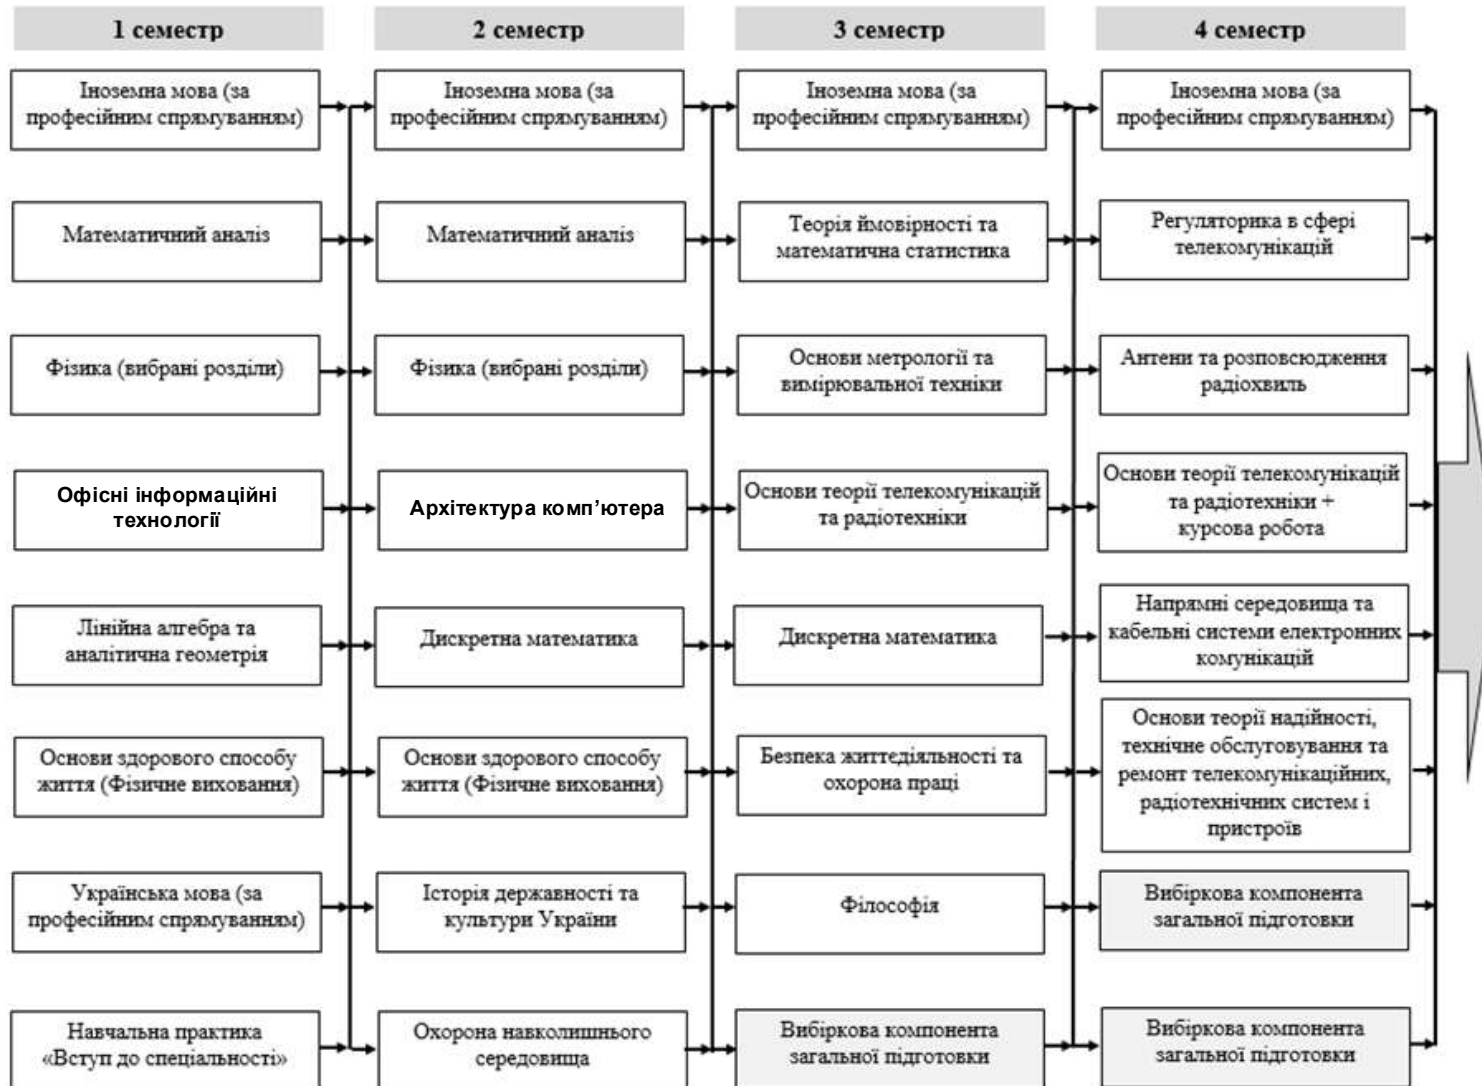 1 семестр
2 семестр
3 семестр
4 семестр
Іноземна мова (за
професійним спрямуванням)
Іноземна мова (за
професійним спрямуванням)
Іноземна мова (за
професійним спрямуванням)
Іноземна мова (за
професійним спрямуванням)
Математичний аналіз
Математичний аналіз
Теорія ймовірності та
математична статистика
Регуляторика в сфері
телекомунікацій
Фізика (вибрані розділи)
Фізика (вибрані розділи)
Основи метрології та
вимірювальної техніки
Антени та розповсюдження
радіохвиль
Офісні інформаційні
технології
Архітектура комп'ютера
Основи теорії телекомунікацій
та радіотехніки
Основи теорії телекомунікацій
та радіотехніки +
курсова робота
Лінійна алгебра та
аналітична геометрія
Дискретна математика
Дискретна математика
Напрямні середовища та
кабельні системи електронних
комунікацій
Основи здорового способу
життя (Фізичне виховання)
Основи здорового способу
життя (Фізичне виховання)
Безпека життєдіяльності та
охорона праці
Основи теорії надійності,
технічне обслуговування та
ремонт телекомунікаційних,
радіотехнічних систем і
пристроїв
Українська мова (за
професійним спрямуванням)
Історія державності та
культури України
Філософія
Вибіркова компонента
загальної підготовки
Навчальна практика
«Вступ до спеціальності»
Охорона навколишнього
середовища
Вибіркова компонента
загальної підготовки
Вибіркова компонента
загальної підготовки